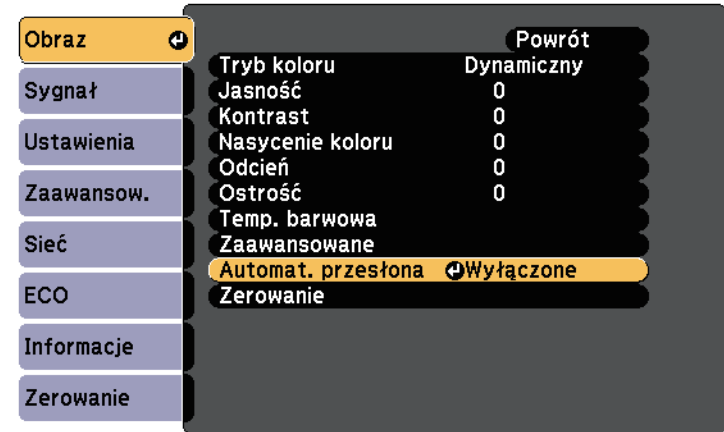 Obraz
Sygnał
Ustawienia
Zaawansow.
Sieć
ECO
Informacje
Zerowanie
Powrót
Tryb koloru Dynamiczny
Jasność 0
Kontrast 0
Nasycenie koloru 0
Odcień 0
Ostrość 0
Temp. barwowa
Zaawansowane
Automat. przesłona Wyłączone
Zerowanie